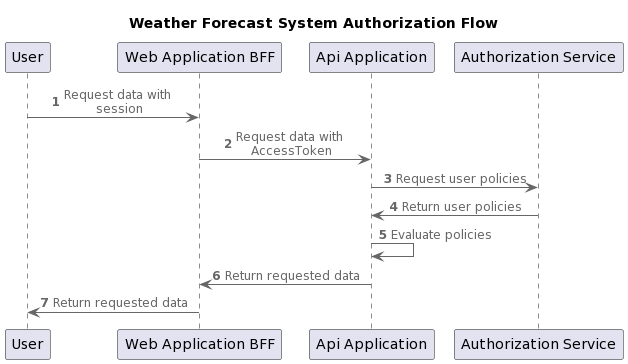 Weather Forecast System Authorization Flow
User
Web Application BFF
Api Application
Authorization Service
1 Request data with
session
2 Request data with
AccessToken
3 Request user policies
4 Return user policies
5 Evaluate policies
6 Return requested data
7 Return requested data
User
Web Application BFF
Api Application
Authorization Service